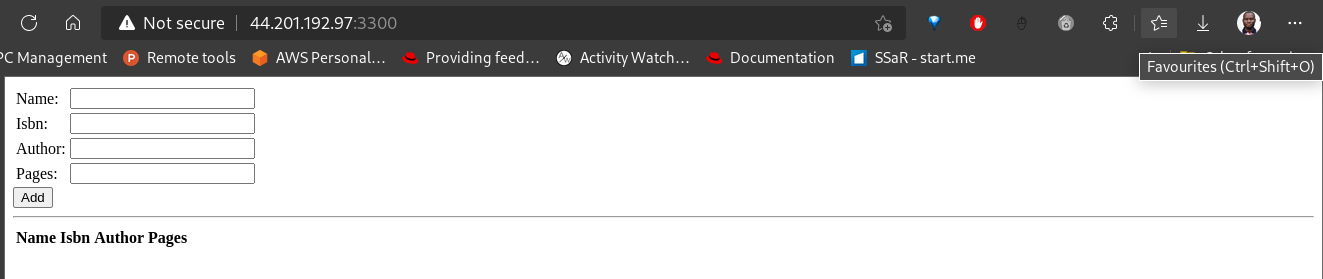 Not secure 44.201.192.97:3300
PC Management Remote tools AWS Personal... Providing feed... Activity Watch... Documentation SSaR - start.me
Favourites (Ctrl+Shift+O)
Name:
Isbn:
Author:
Pages:
Add
Name Isbn Author Pages